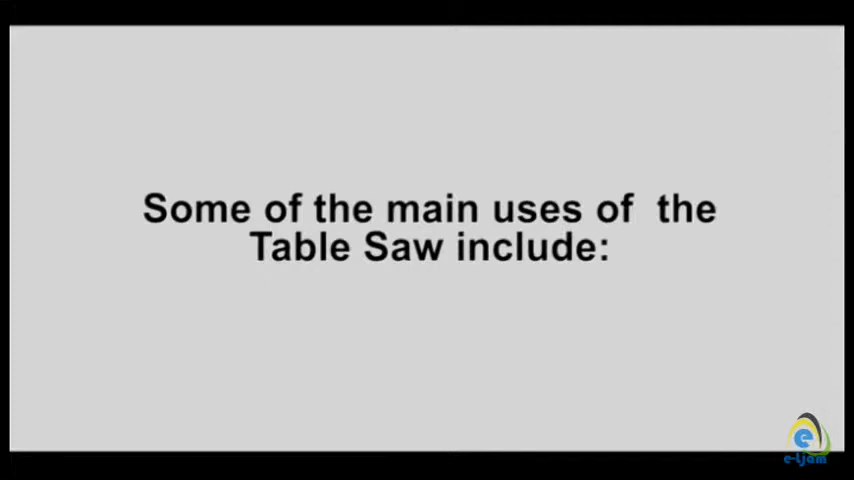 Some of the main uses of  the
Table Saw include:
e
e-Ljam